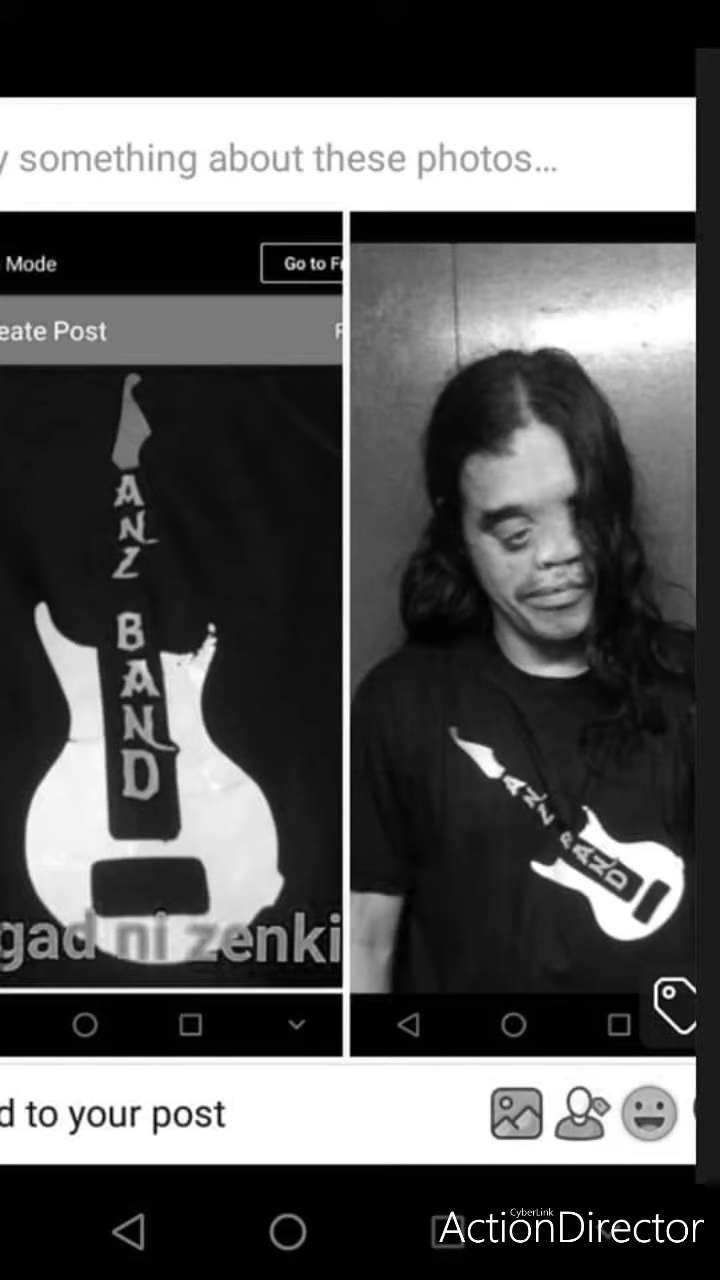 y something about these photos...
Mode
Go to F
eate Post
ANZ
BAND
gad ni zenki
ANZ BAND
d to your post
CyberLink
ActionDirector